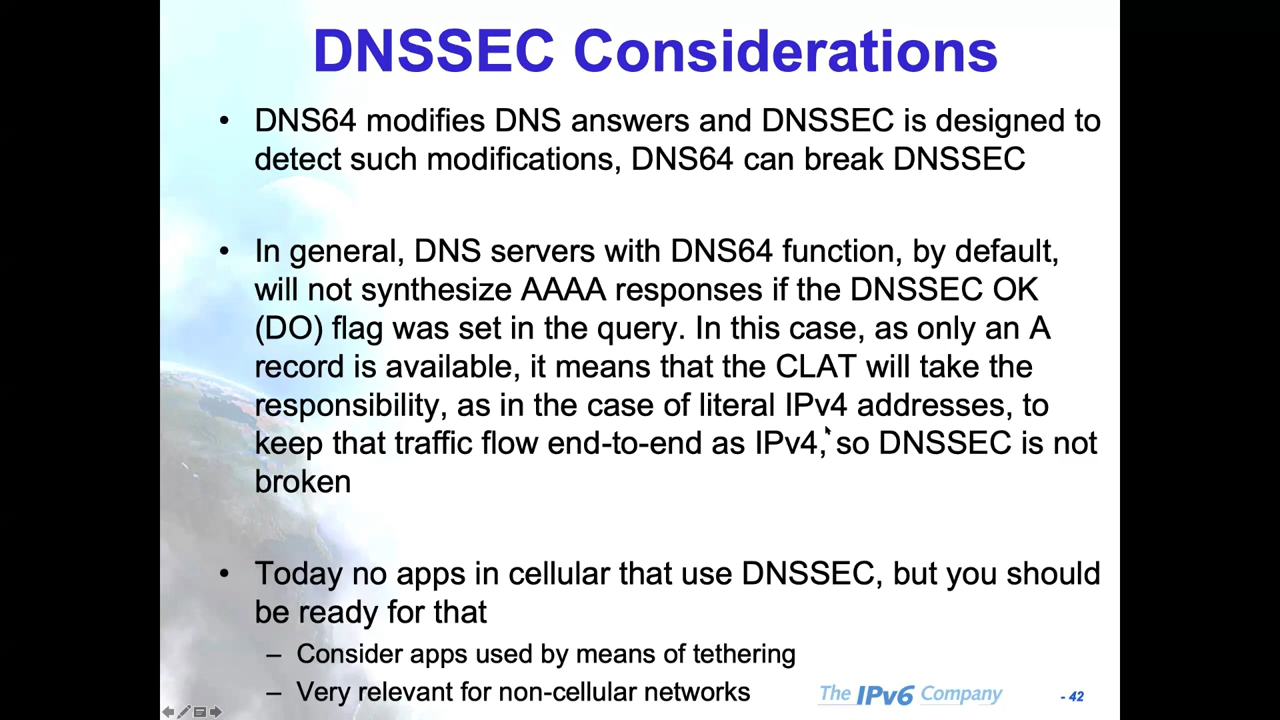 DNSSEC Considerations
• DNS64 modifies DNS answers and DNSSEC is designed to
detect such modifications, DNS64 can break DNSSEC
• In general, DNS servers with DNS64 function, by default,
will not synthesize AAAA responses if the DNSSEC OK
(DO) flag was set in the query. In this case, as only an A
record is available, it means that the CLAT will take the
responsibility, as in the case of literal IPv4 addresses, to
keep that traffic flow end-to-end as IPv4, so DNSSEC is not
broken
• Today no apps in cellular that use DNSSEC, but you should
be ready for that
– Consider apps used by means of tethering
– Very relevant for non-cellular networks
The IPv6 Company
- 42